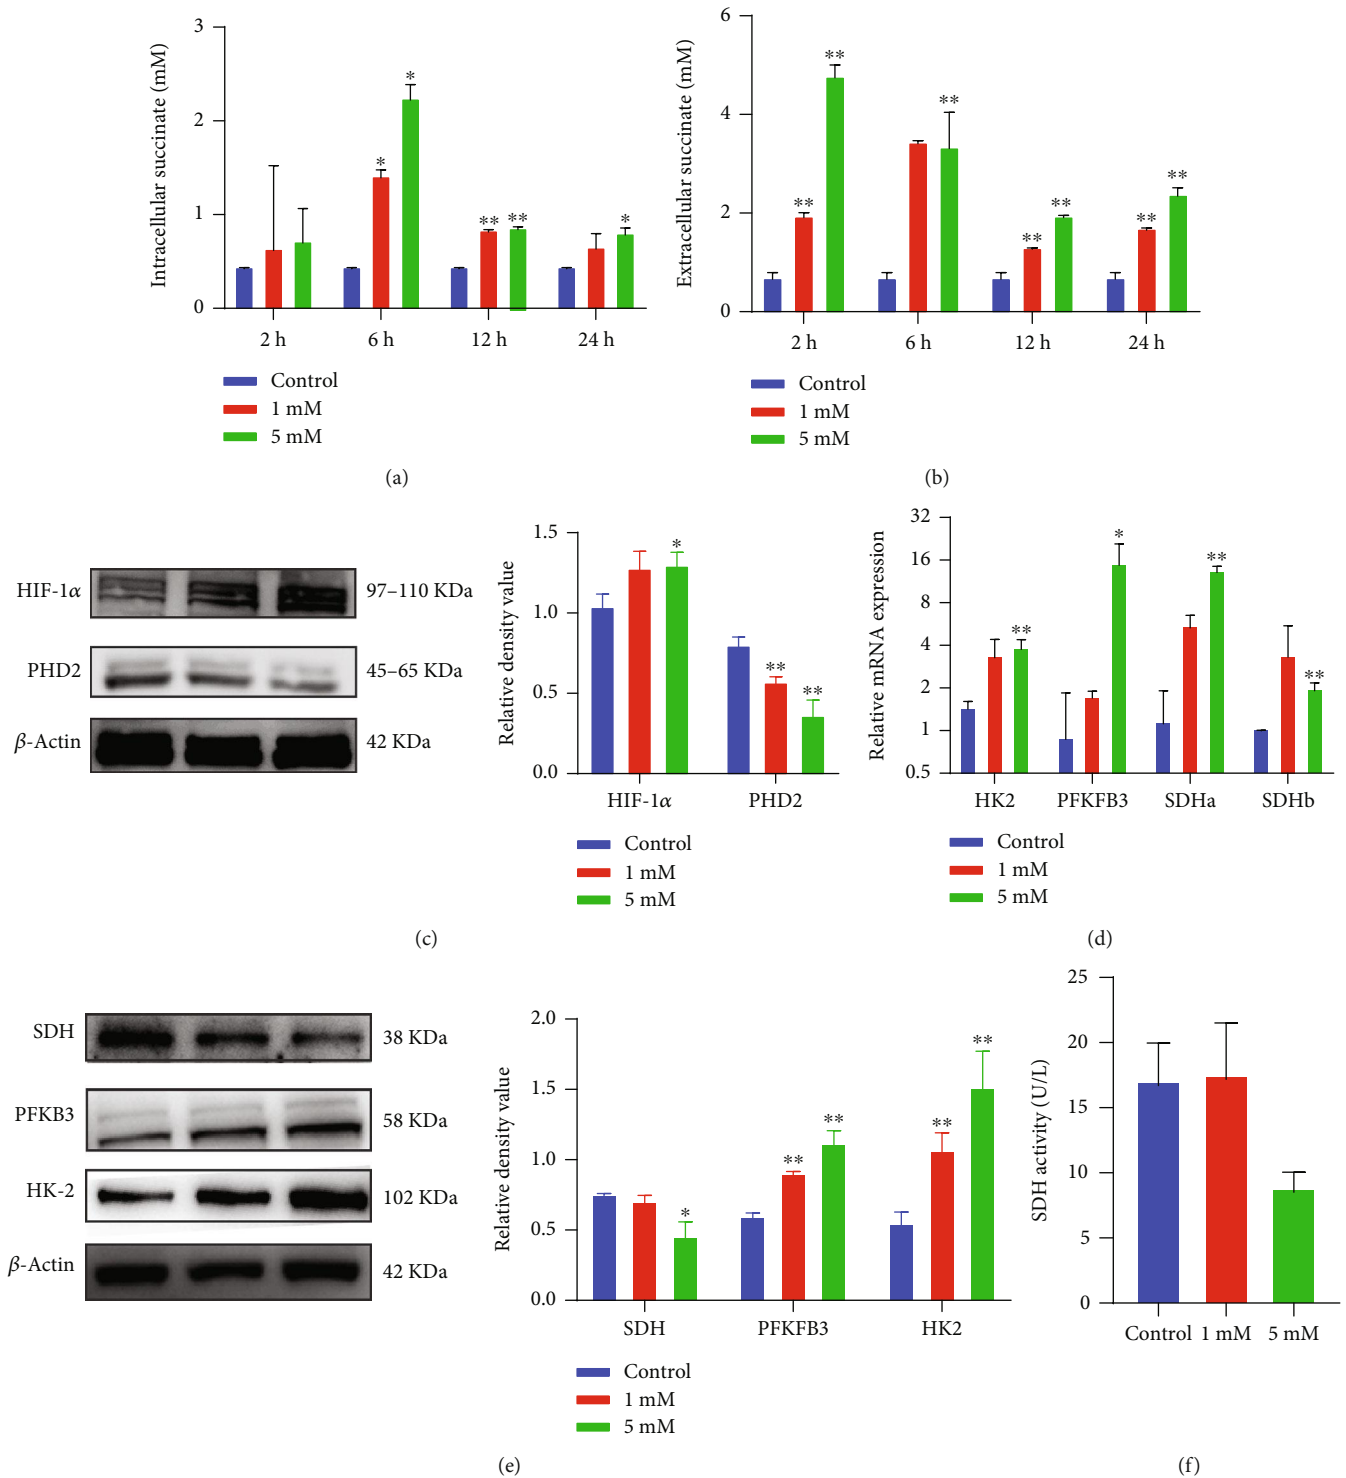 Intracellular succinate (mM)
3
2
1
0
* * ** ** *
2 h 6 h 12 h 24 h
Control
1 mM
5 mM
(a)
Extracellular succinate (mM)
6
4
2
0
** ** ** ** ** ** **
2 h 6 h 12 h 24 h
Control
1 mM
5 mM
(b)
HIF-1α 97–110 KDa
PHD2 45–65 KDa
β-Actin 42 KDa
Relative density value
1.5
1.0
0.5
0.0
* ** **
HIF-1α PHD2
Control
1 mM
5 mM
(c)
Relative mRNA expression
32
16
8
4
2
1
0.5
** * ** **
HK2 PFKFB3 SDHa SDHb
Control
1 mM
5 mM
(d)
SDH 38 KDa
PFKB3 58 KDa
HK-2 102 KDa
β-Actin 42 KDa
Relative density value
2.0
1.5
1.0
0.5
0.0
* ** ** ** **
SDH PFKFB3 HK2
Control
1 mM
5 mM
(e)
SDH activity (U/L)
25
20
15
10
5
0
Control 1 mM 5 mM
(f)